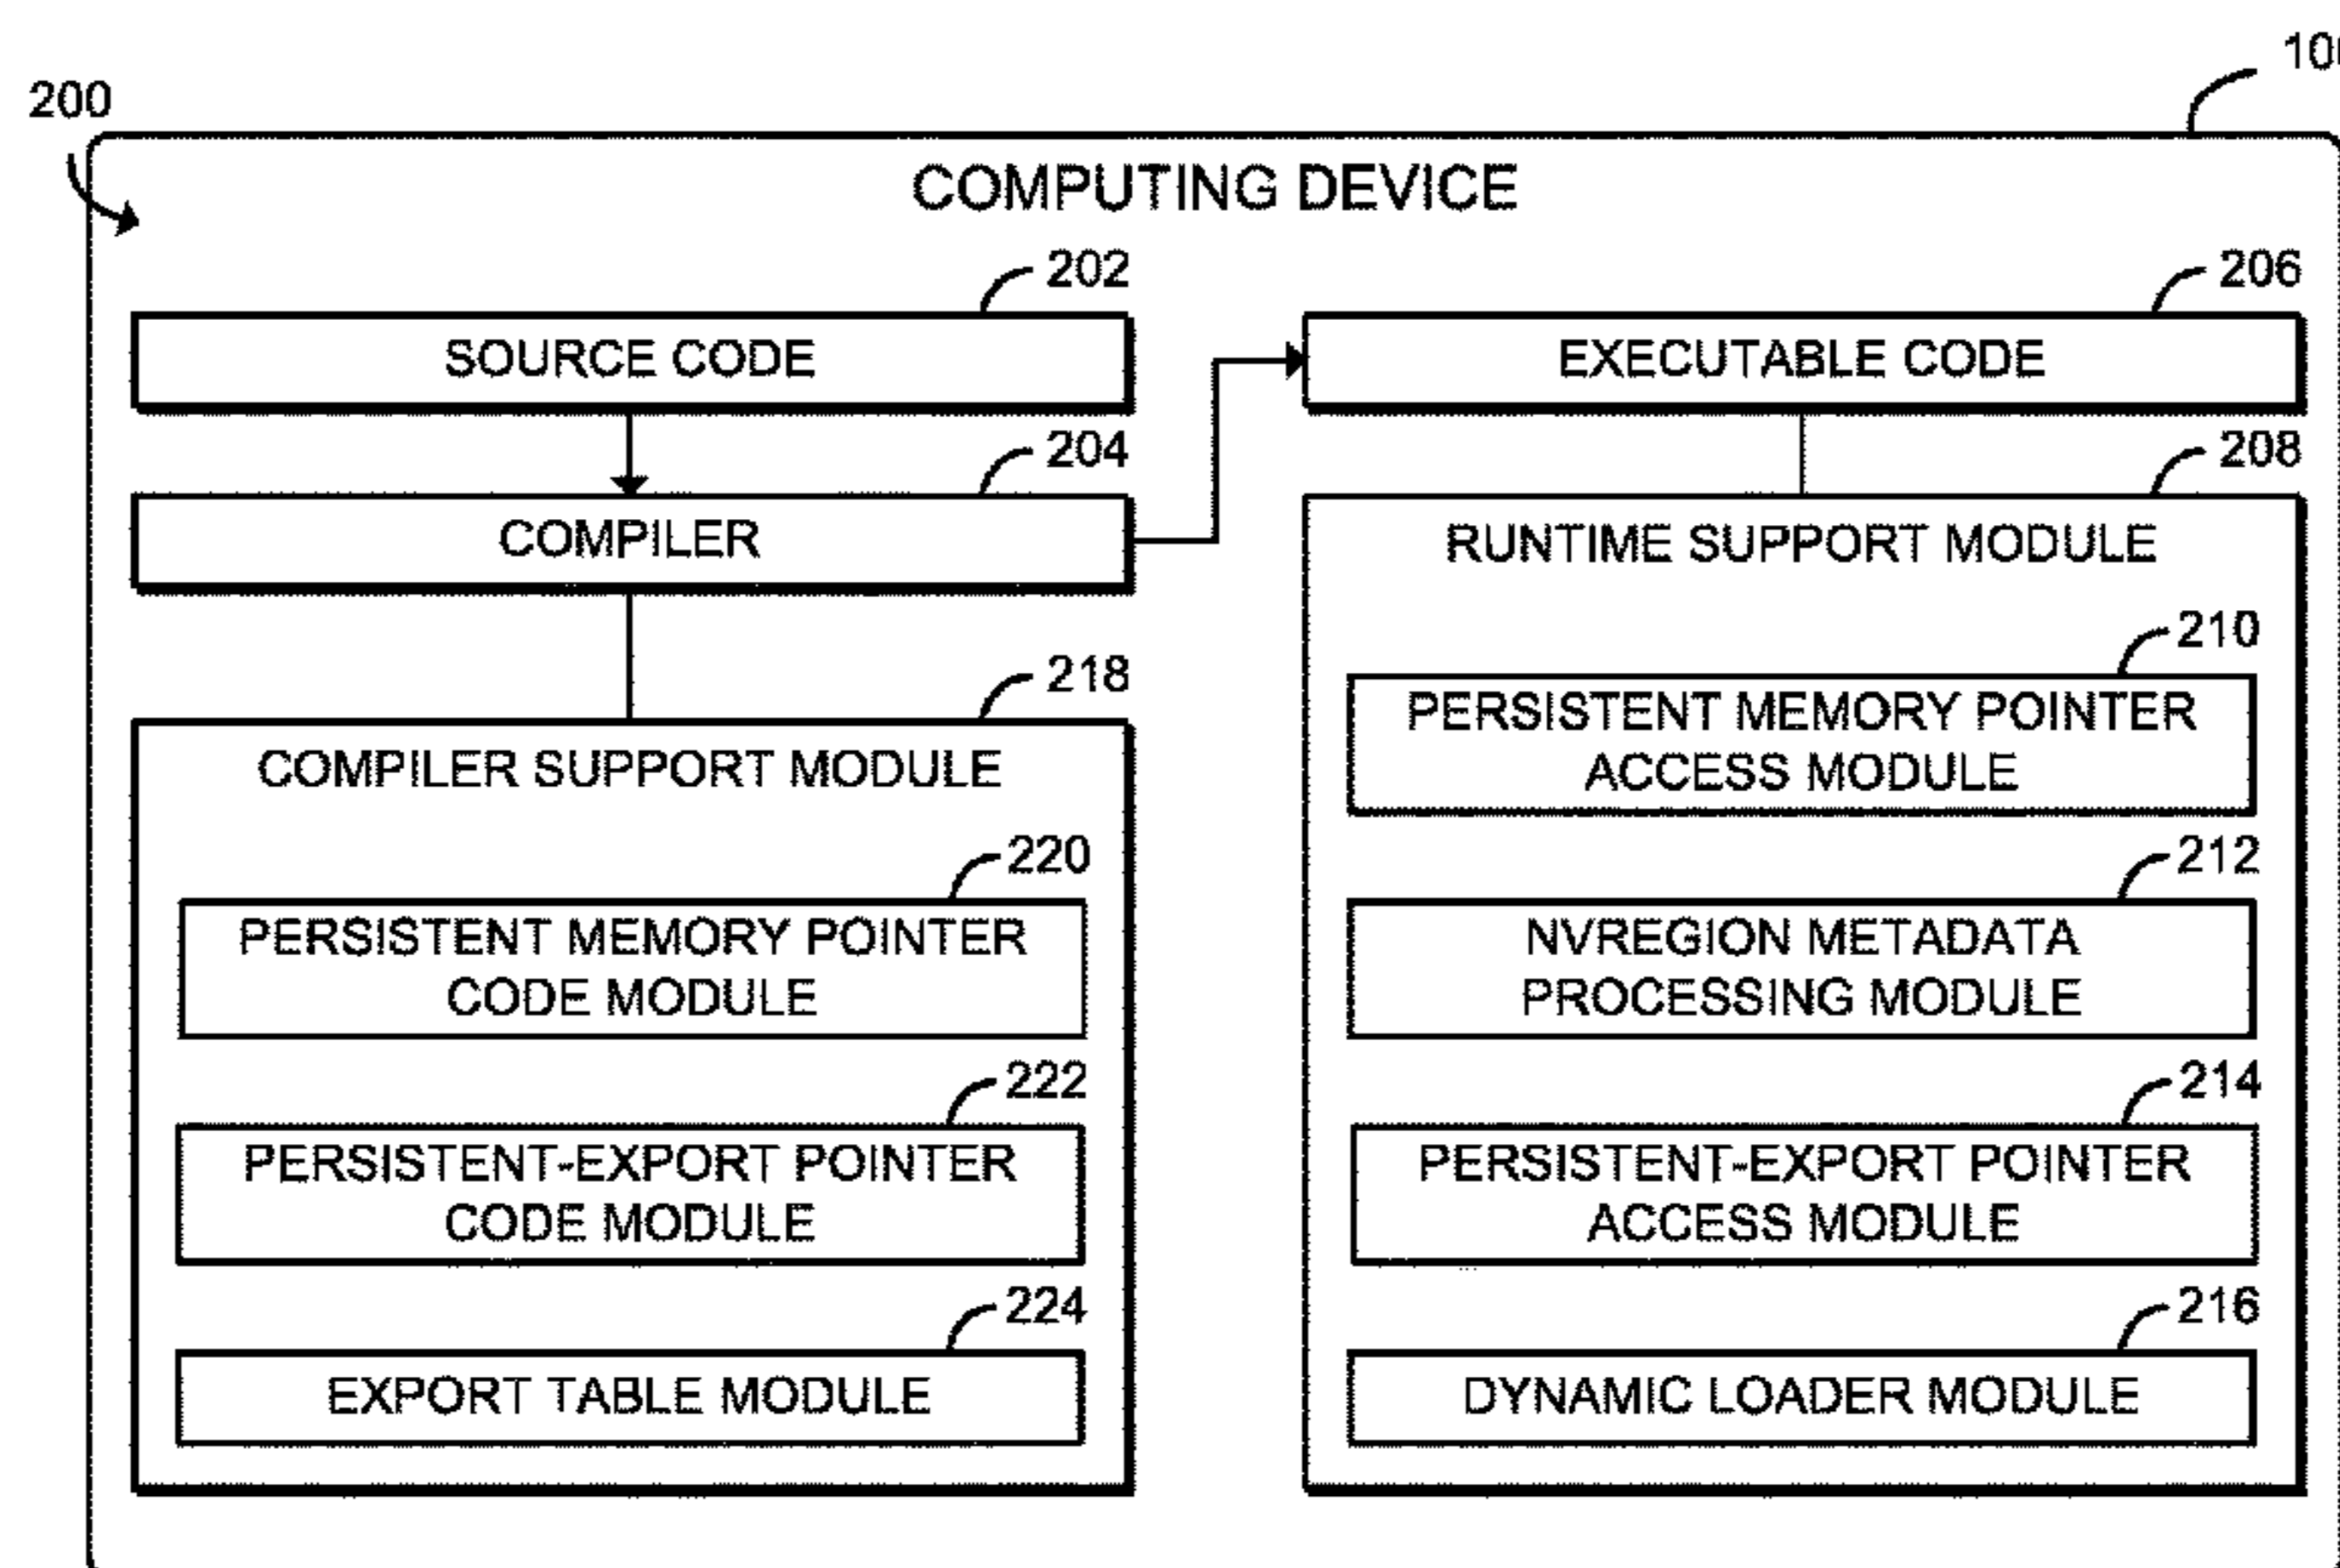 200
COMPUTING DEVICE
202
SOURCE CODE
204
COMPILER
218
COMPILER SUPPORT MODULE
220
PERSISTENT MEMORY POINTER
CODE MODULE
222
PERSISTENT-EXPORT POINTER
CODE MODULE
224
EXPORT TABLE MODULE
206
EXECUTABLE CODE
208
RUNTIME SUPPORT MODULE
210
PERSISTENT MEMORY POINTER
ACCESS MODULE
212
NVREGION METADATA
PROCESSING MODULE
214
PERSISTENT-EXPORT POINTER
ACCESS MODULE
216
DYNAMIC LOADER MODULE